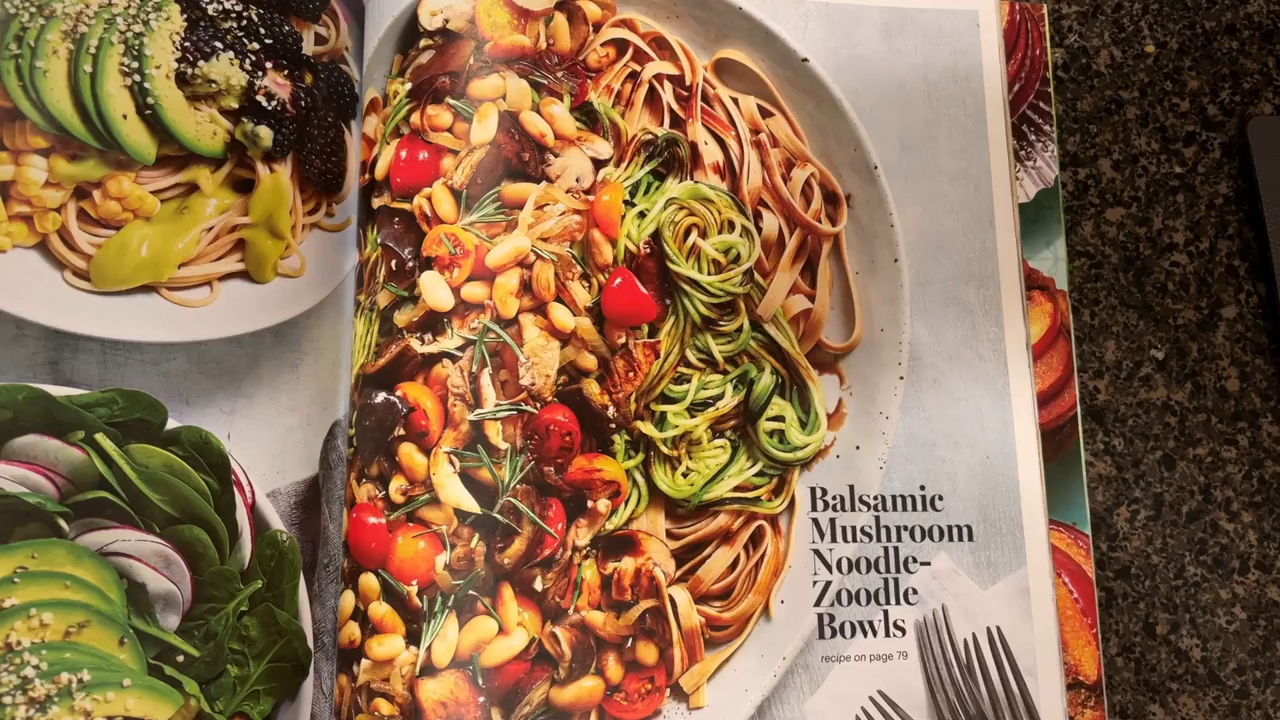 Balsamic
Mushroom
Noodle-
Zoodle
Bowls
recipe on page 79